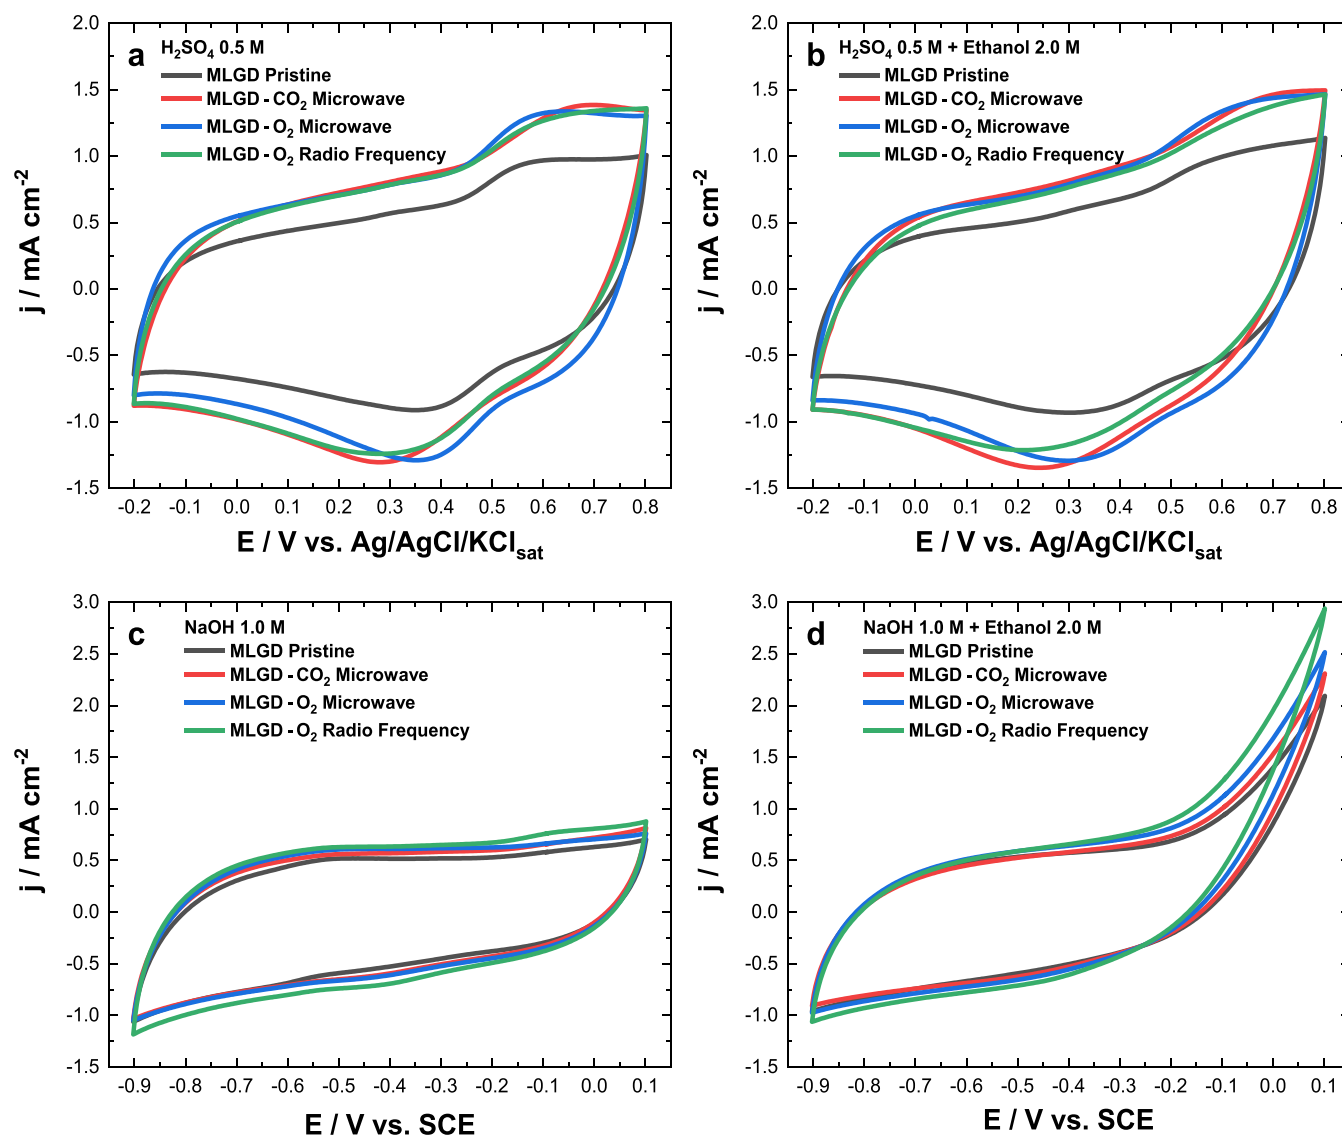 a
H₂SO₄ 0.5 M
MLGD Pristine
MLGD - CO₂ Microwave
MLGD - O₂ Microwave
MLGD - O₂ Radio Frequency
2.0
1.5
1.0
0.5
0.0
-0.5
-1.0
-1.5
j / mA cm⁻²
-0.2 -0.1 0.0 0.1 0.2 0.3 0.4 0.5 0.6 0.7 0.8
E / V vs. Ag/AgCl/KCl_sat
b
H₂SO₄ 0.5 M + Ethanol 2.0 M
MLGD Pristine
MLGD - CO₂ Microwave
MLGD - O₂ Microwave
MLGD - O₂ Radio Frequency
2.0
1.5
1.0
0.5
0.0
-0.5
-1.0
-1.5
j / mA cm⁻²
-0.2 -0.1 0.0 0.1 0.2 0.3 0.4 0.5 0.6 0.7 0.8
E / V vs. Ag/AgCl/KCl_sat
c
NaOH 1.0 M
MLGD Pristine
MLGD - CO₂ Microwave
MLGD - O₂ Microwave
MLGD - O₂ Radio Frequency
3.0
2.5
2.0
1.5
1.0
0.5
0.0
-0.5
-1.0
-1.5
j / mA cm⁻²
-0.9 -0.8 -0.7 -0.6 -0.5 -0.4 -0.3 -0.2 -0.1 0.0 0.1
E / V vs. SCE
d
NaOH 1.0 M + Ethanol 2.0 M
MLGD Pristine
MLGD - CO₂ Microwave
MLGD - O₂ Microwave
MLGD - O₂ Radio Frequency
3.0
2.5
2.0
1.5
1.0
0.5
0.0
-0.5
-1.0
-1.5
j / mA cm⁻²
-0.9 -0.8 -0.7 -0.6 -0.5 -0.4 -0.3 -0.2 -0.1 0.0 0.1
E / V vs. SCE